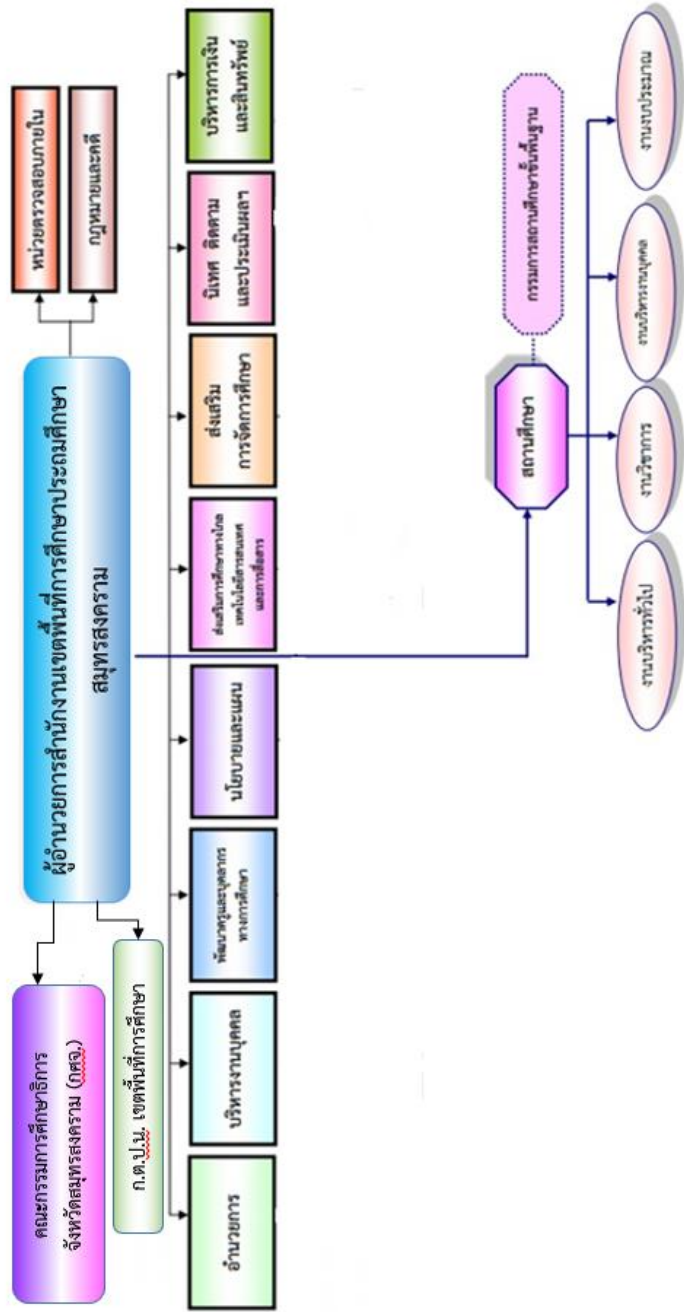 ผู้อำนวยการสำนักงานเขตพื้นที่การศึกษาประถมศึกษา
สมุทรสงคราม
คณะกรรมการศึกษาธิการ
จังหวัดสมุทรสงคราม (กศจ.)
ก.ต.ป.น. เขตพื้นที่การศึกษา
หน่วยตรวจสอบภายใน
กฎหมายและคดี
อำนวยการ
บริหารงานบุคคล
พัฒนาครูและบุคลากร
ทางการศึกษา
นโยบายและแผน
ส่งเสริมการศึกษาทางไกล
เทคโนโลยีสารสนเทศ
และการสื่อสาร
ส่งเสริม
การจัดการศึกษา
นิเทศ ติดตาม
และประเมินผลฯ
บริหารการเงิน
และสินทรัพย์
สถานศึกษา
กรรมการสถานศึกษาขั้นพื้นฐาน
งานบริหารทั่วไป
งานวิชาการ
งานบริหารงานบุคคล
งานงบประมาณ